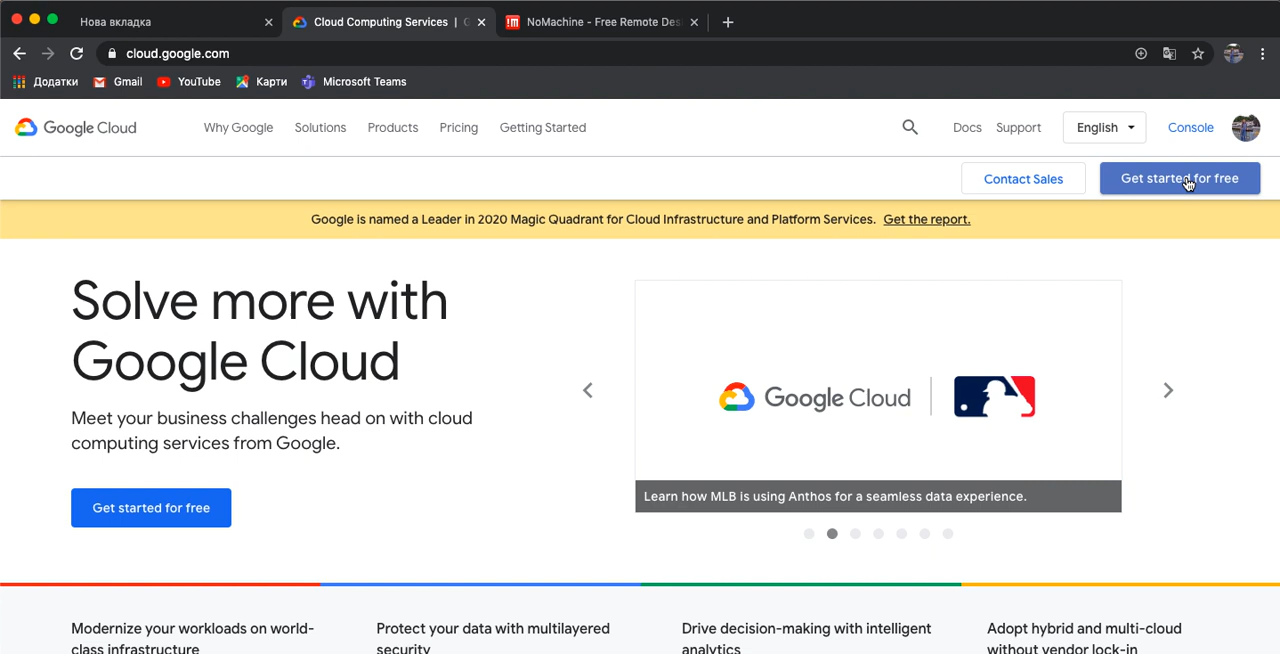 Нова вкладка
Cloud Computing Services |
NoMachine - Free Remote Des
cloud.google.com
Додатки Gmail YouTube Карти Microsoft Teams
Google Cloud Why Google Solutions Products Pricing Getting Started Docs Support English Console
Contact Sales Get started for free
Google is named a Leader in 2020 Magic Quadrant for Cloud Infrastructure and Platform Services. Get the report.
Solve more with
Google Cloud
Meet your business challenges head on with cloud
computing services from Google.
Get started for free
Google Cloud
Learn how MLB is using Anthos for a seamless data experience.
Modernize your workloads on world-
class infrastructure
Protect your data with multilayered
security
Drive decision-making with intelligent
analytics
Adopt hybrid and multi-cloud
without vendor lock-in